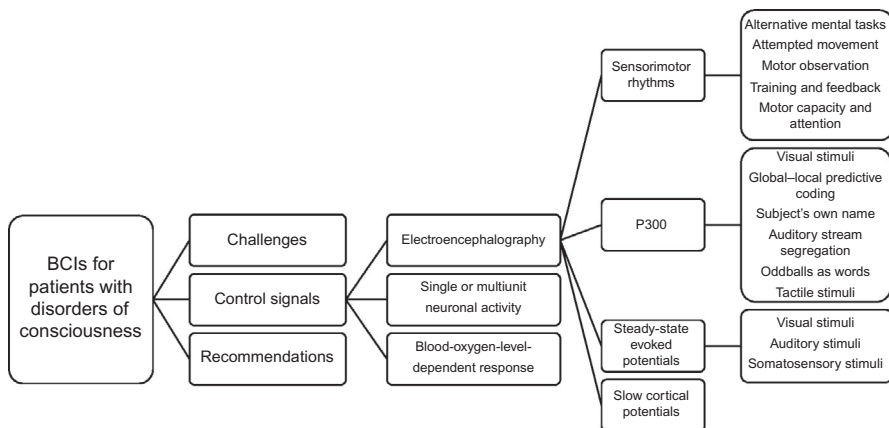 BCIs for
patients with
disorders of
consciousness
Challenges
Control signals
Recommendations
Electroencephalography
Single or multiunit
neuronal activity
Blood-oxygen-level-
dependent response
Sensorimotor
rhythms
P300
Steady-state
evoked
potentials
Slow cortical
potentials
Alternative mental tasks
Attempted movement
Motor observation
Training and feedback
Motor capacity and
attention
Visual stimuli
Global–local predictive
coding
Subject's own name
Auditory stream
segregation
Oddballs as words
Tactile stimuli
Visual stimuli
Auditory stimuli
Somatosensory stimuli